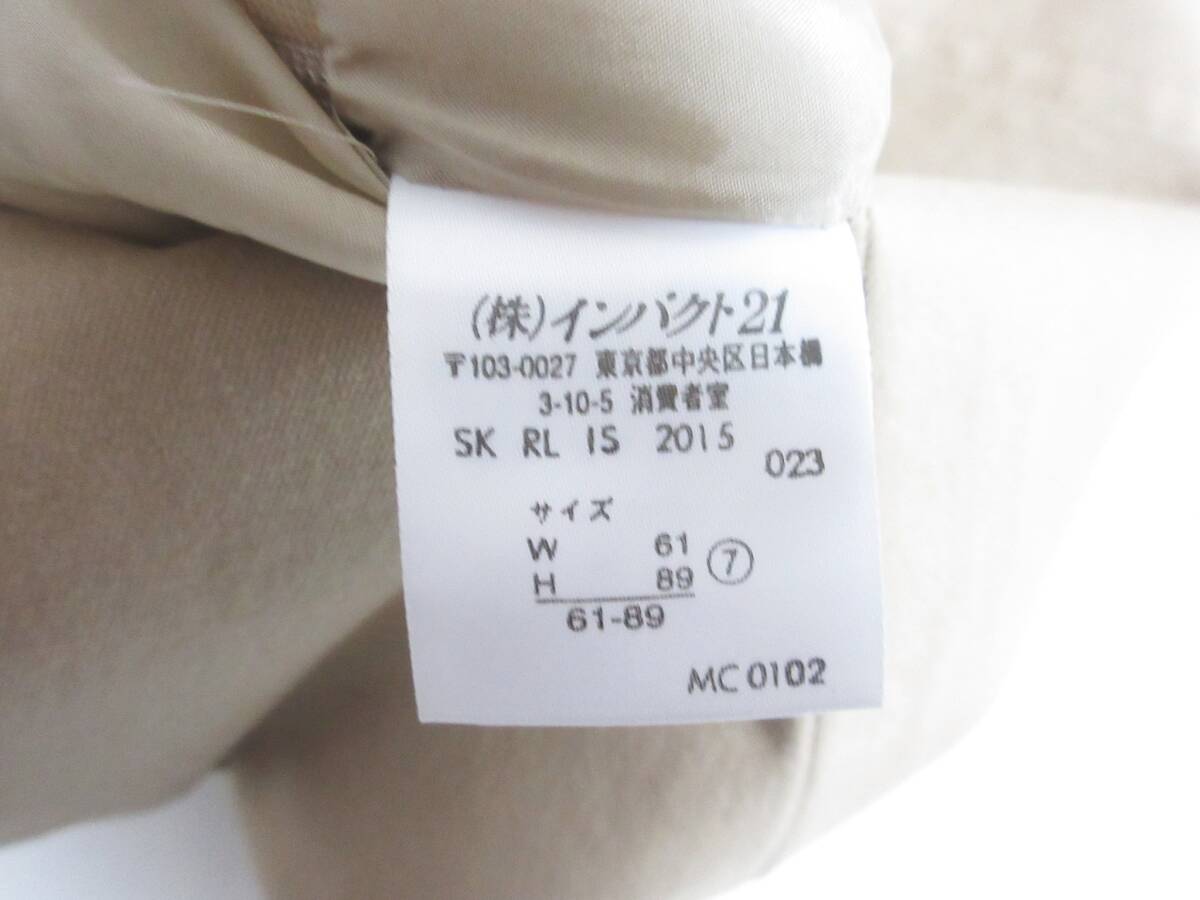 (株)インパクト21
〒103-0027 東京都中央区日本橋
3-10-5 消費者室
SK RL IS 2015
023
サイズ
W 61
H 89
⑦
61-89
MC 0102